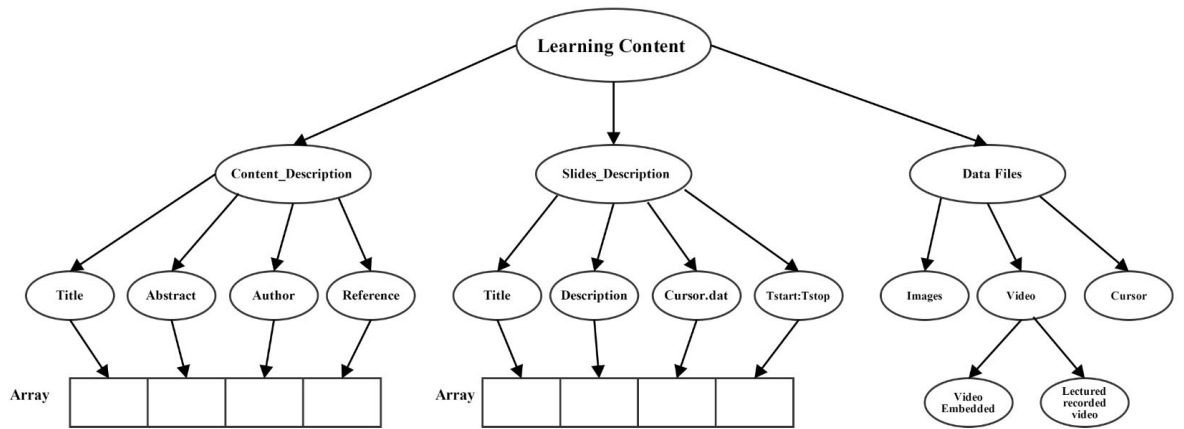 Learning Content
Content_Description
Slides_Description
Data Files
Title
Abstract
Author
Reference
Title
Description
Cursor.dat
Tstart:Tstop
Images
Video
Cursor
Array
Array
Video
Embedded
Lectured
recorded
video